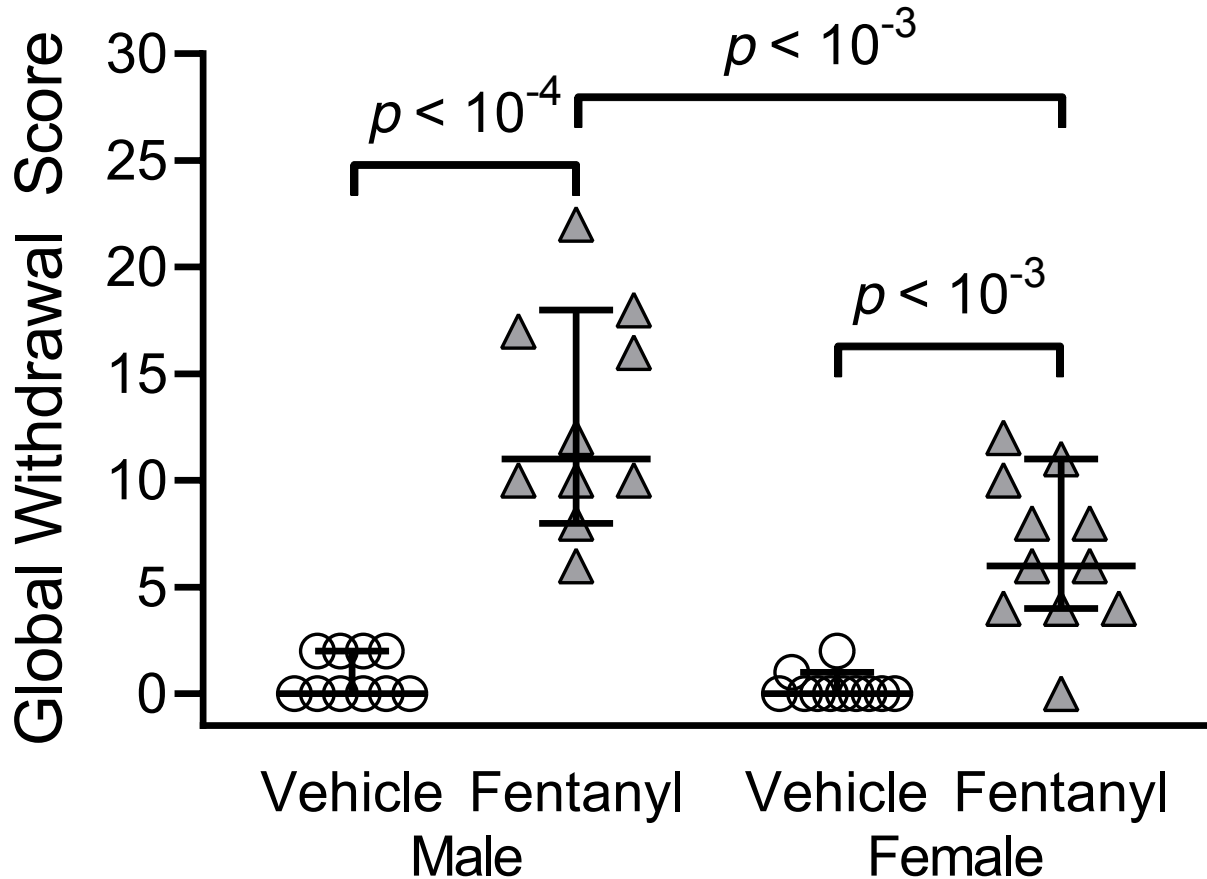 Global Withdrawal Score
30
25
20
15
10
5
0
p < 10-4
p < 10-3
p < 10-3
Vehicle Fentanyl Vehicle Fentanyl
Male Female